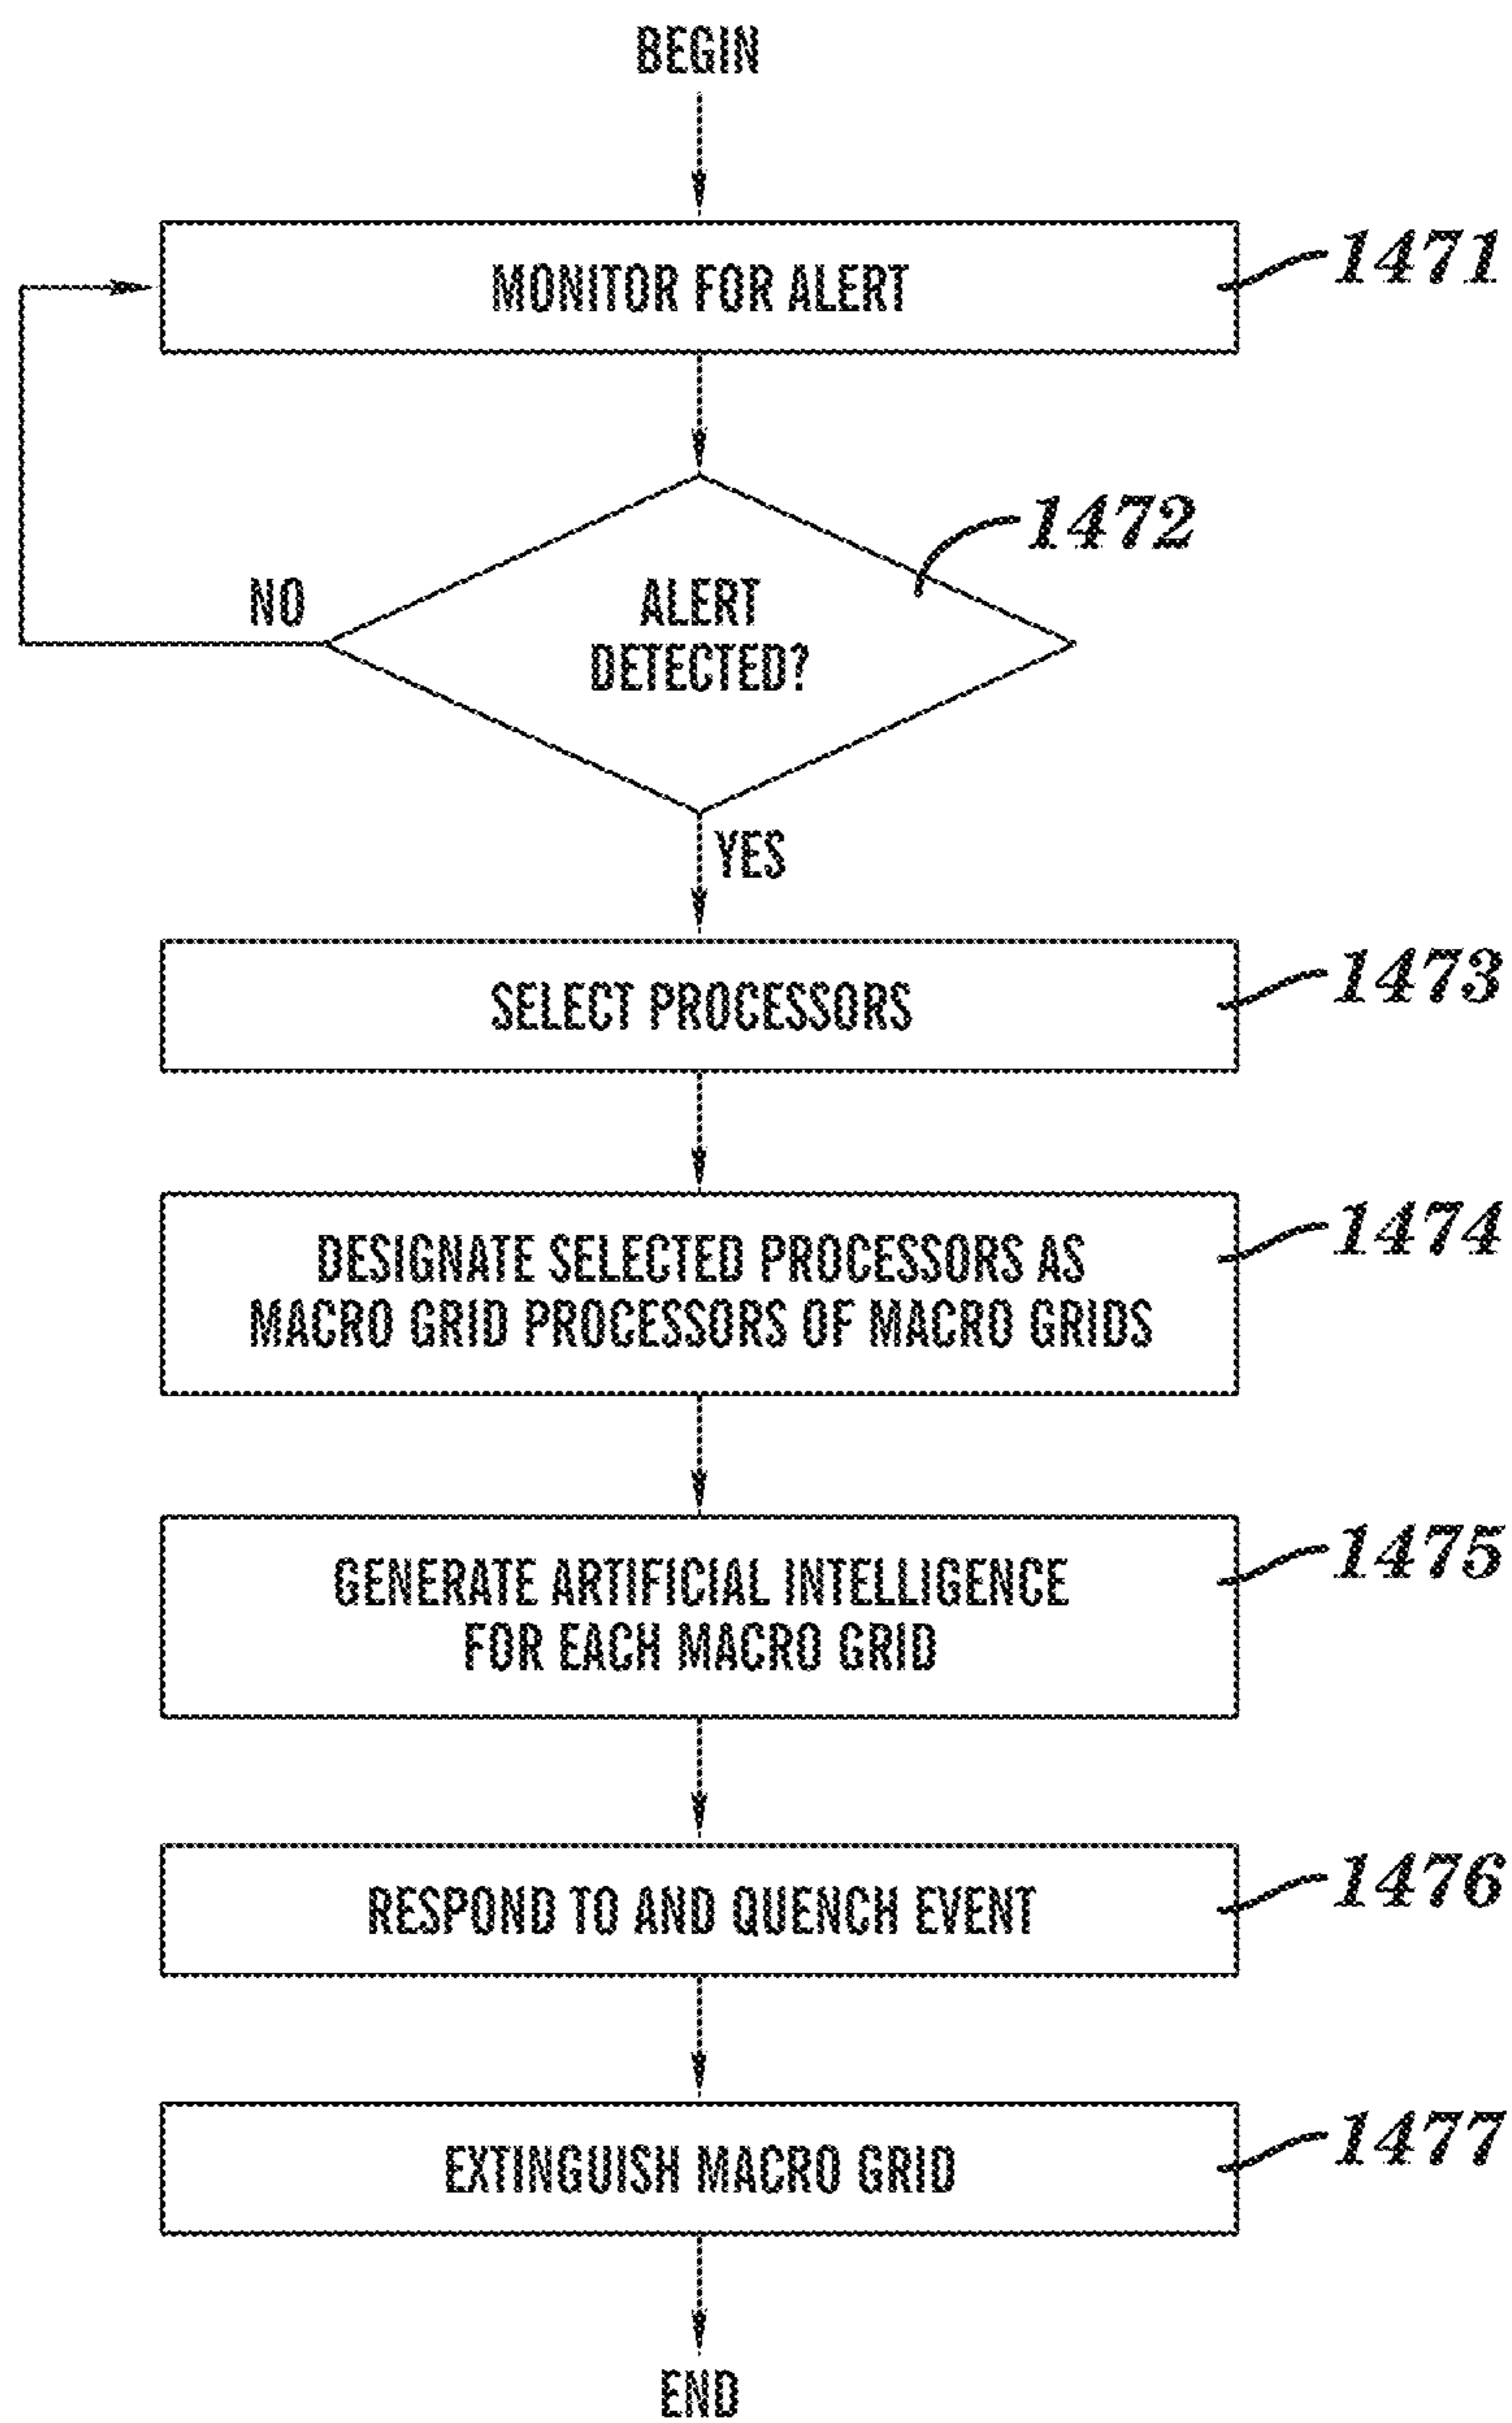 BEGIN
MONITOR FOR ALERT
1471
1472
ALERT
DETECTED?
NO
YES
SELECT PROCESSORS
1473
DESIGNATE SELECTED PROCESSORS AS
MACRO GRID PROCESSORS OF MACRO GRIDS
1474
GENERATE ARTIFICIAL INTELLIGENCE
FOR EACH MACRO GRID
1475
RESPOND TO AND QUENCH EVENT
1476
EXTINGUISH MACRO GRID
1477
END